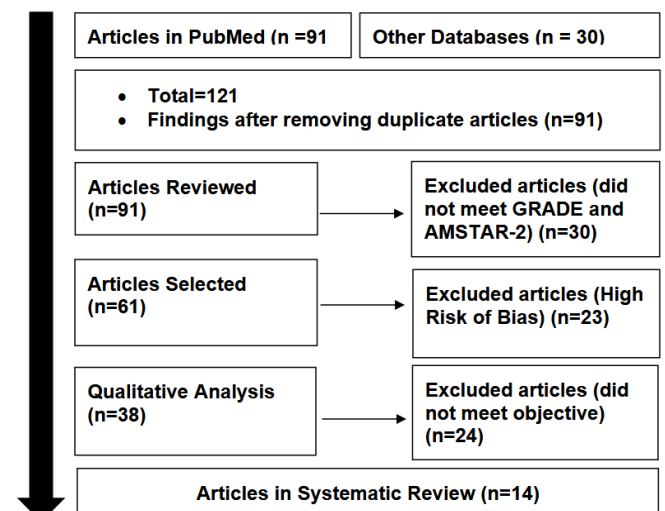 Articles in PubMed (n =91
Other Databases (n = 30)
• Total=121
• Findings after removing duplicate articles (n=91)
Articles Reviewed
(n=91)
Excluded articles (did
not meet GRADE and
AMSTAR-2) (n=30)
Articles Selected
(n=61)
Excluded articles (High
Risk of Bias) (n=23)
Qualitative Analysis
(n=38)
Excluded articles (did
not meet objective)
(n=24)
Articles in Systematic Review (n=14)